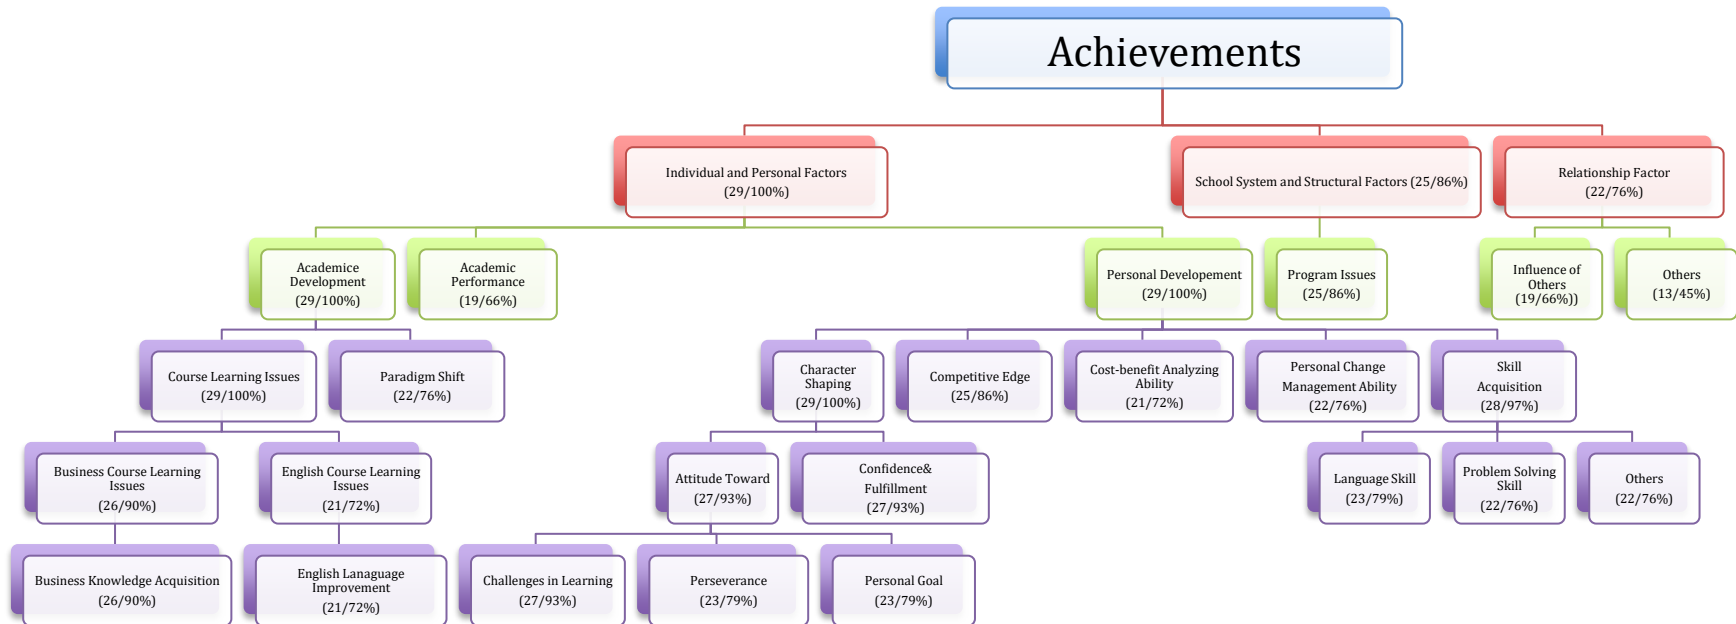 Achievements
Individual and Personal Factors
(29/100%)
School System and Structural Factors (25/86%)
Relationship Factor
(22/76%)
Academice
Development
(29/100%)
Academic
Performance
(19/66%)
Personal Developement
(29/100%)
Program Issues
(25/86%)
Influence of
Others
(19/66%))
Others
(13/45%)
Course Learning Issues
(29/100%)
Paradigm Shift
(22/76%)
Character
Shaping
(29/100%)
Competitive Edge
(25/86%)
Cost-benefit Analyzing
Ability
(21/72%)
Personal Change
Management Ability
(22/76%)
Skill
Acquisition
(28/97%)
Business Course Learning
Issues
(26/90%)
English Course Learning
Issues
(21/72%)
Attitude Toward
(27/93%)
Confidence&
Fulfillment
(27/93%)
Language Skill
(23/79%)
Problem Solving
Skill
(22/76%)
Others
(22/76%)
Business Knowledge Acquisition
(26/90%)
English Lanaguage
Improvement
(21/72%)
Challenges in Learning
(27/93%)
Perseverance
(23/79%)
Personal Goal
(23/79%)